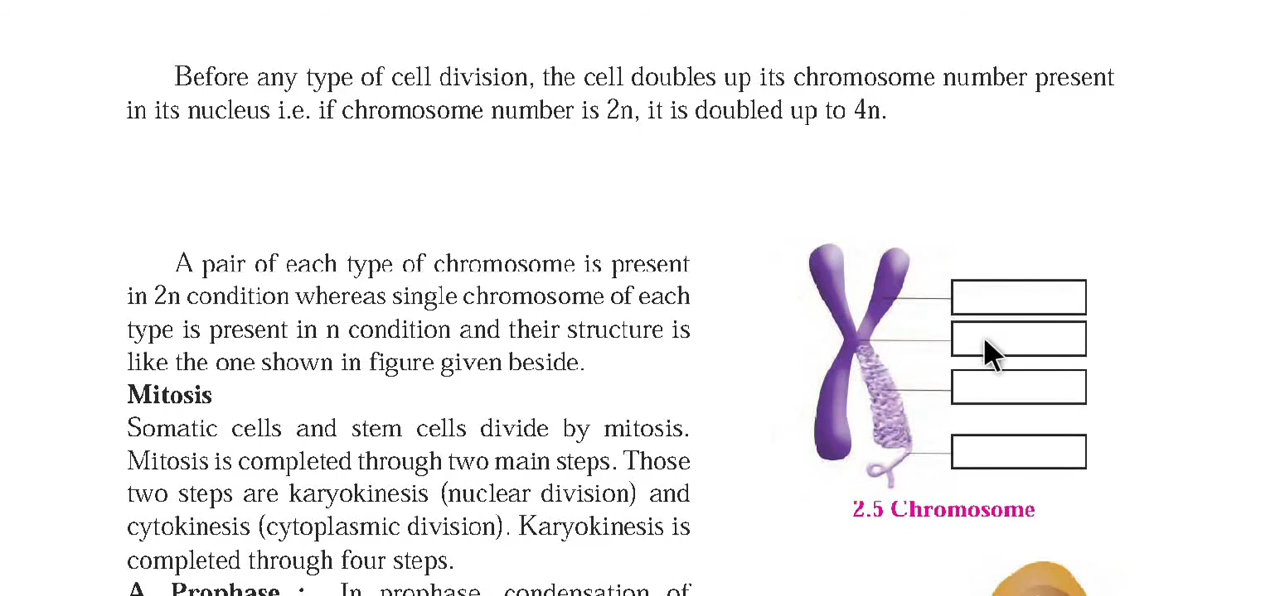 Before any type of cell division, the cell doubles up its chromosome number present
in its nucleus i.e. if chromosome number is 2n, it is doubled up to 4n.
A pair of each type of chromosome is present
in 2n condition whereas single chromosome of each
type is present in n condition and their structure is
like the one shown in figure given beside.
Mitosis
Somatic cells and stem cells divide by mitosis.
Mitosis is completed through two main steps. Those
two steps are karyokinesis (nuclear division) and
cytokinesis (cytoplasmic division). Karyokinesis is
completed through four steps.
A. Prophase : In prophase, condensation of
2.5 Chromosome